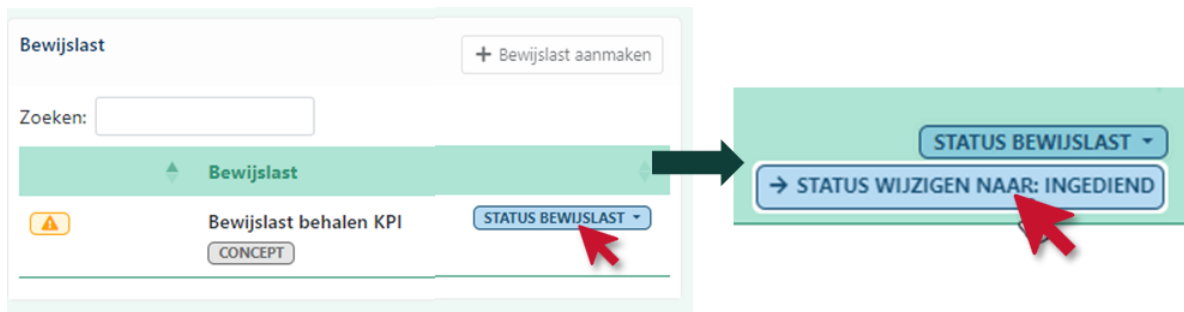 Bewijslast
+ Bewijslast aanmaken
Zoeken:
Bewijslast
Bewijslast behalen KPI
STATUS BEWIJSLAST
CONCEPT
STATUS BEWIJSLAST
→ STATUS WIJZIGEN NAAR: INGEDIEND